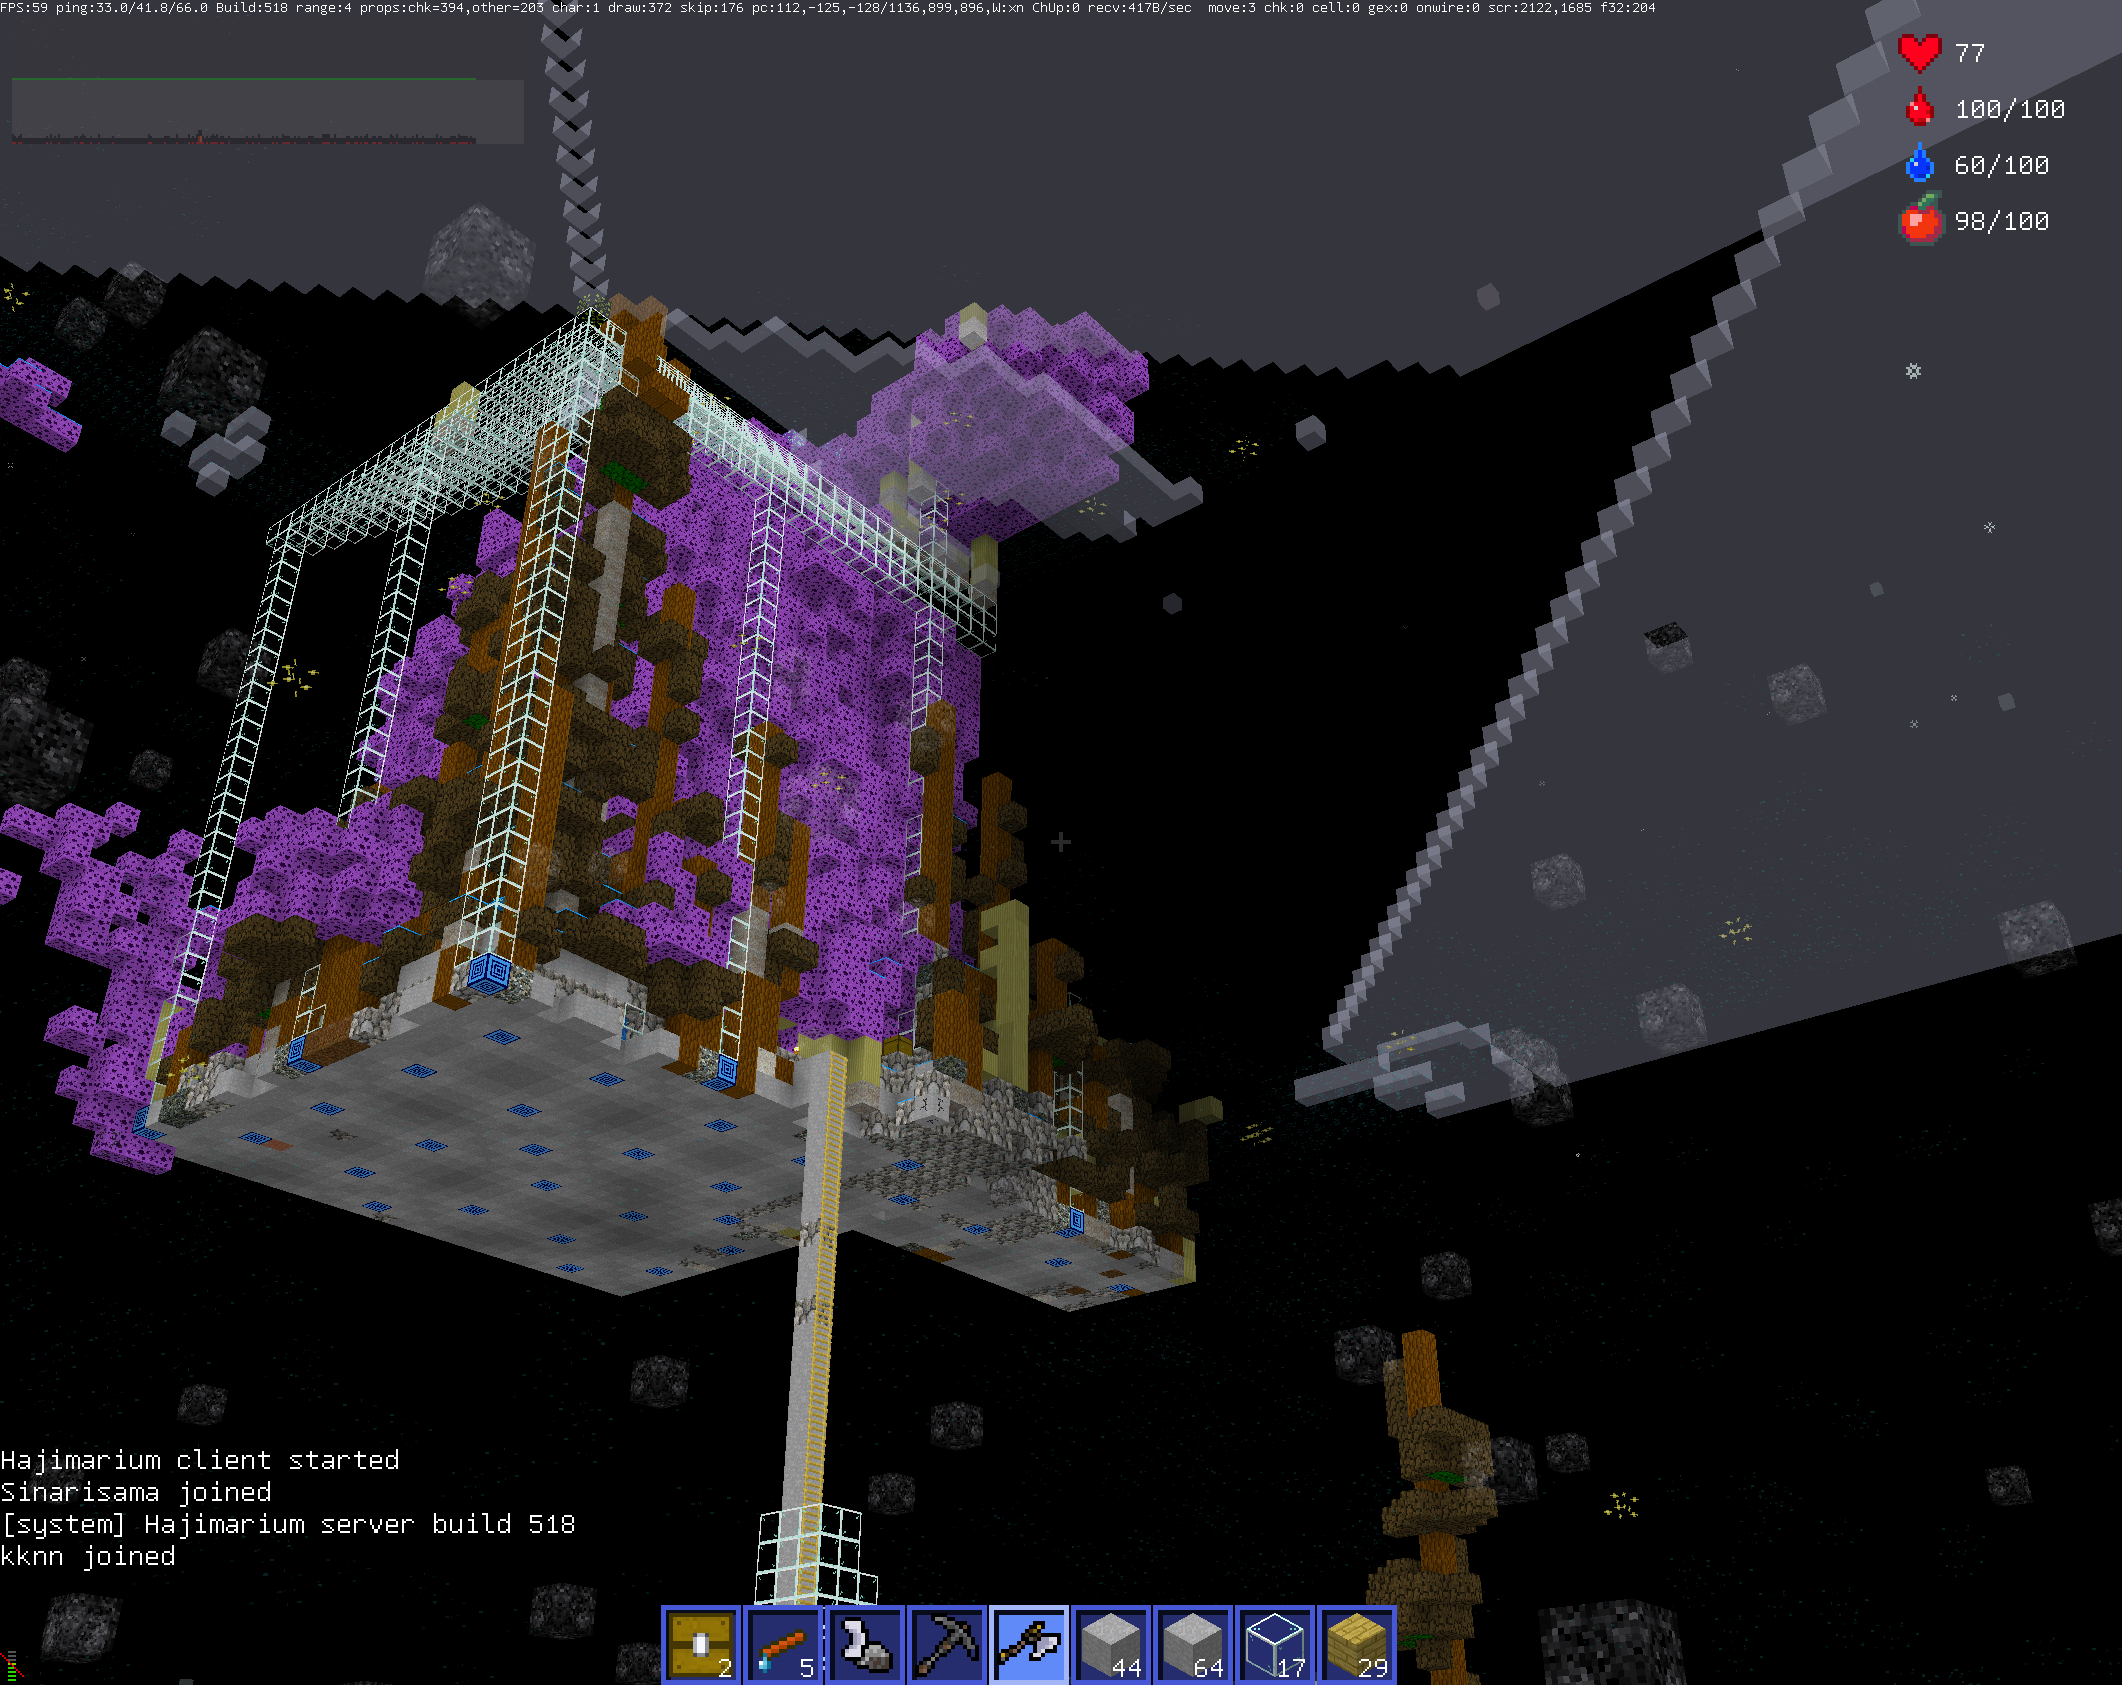 FPS:59 ping:33.0/41.8/66.0 Build:518 range:4 props:chk=394,other=203 char:1 draw:372 skip:176 pc:112,-125,-128/1136,899,896,W:xn ChUp:0 recv:417B/sec  move:3 chk:0 cell:0 gex:0 onwire:0 scr:2122,1685 f32:204
77
100/100
60/100
98/100
Hajimarium client started
Sinarisama joined
[system] Hajimarium server build 518
kknn joined
2 5 44 64 17 29